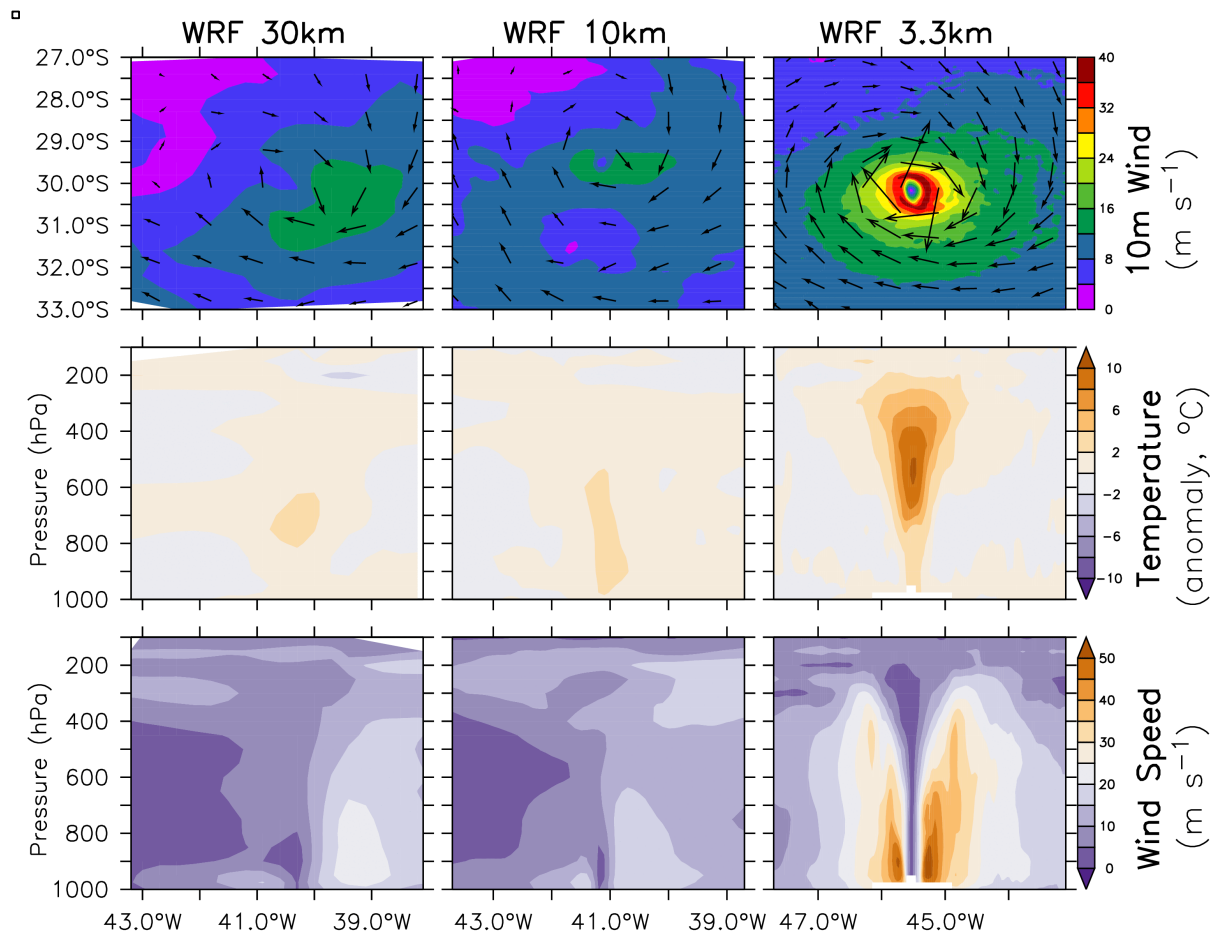 WRF 30km WRF 10km WRF 3.3km
27.0°S
28.0°S
29.0°S
30.0°S
31.0°S
32.0°S
33.0°S
40
32
24
16
8
0
10m Wind
(m s⁻¹)
200
400
600
800
1000
Pressure (hPa)
10
6
2
−2
−6
−10
Temperature
(anomaly, °C)
200
400
600
800
1000
Pressure (hPa)
50
40
30
20
10
0
Wind Speed
(m s⁻¹)
43.0°W 41.0°W 39.0°W 43.0°W 41.0°W 39.0°W 47.0°W 45.0°W